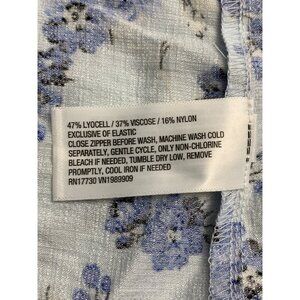 47% LYOCELL / 37% VISCOSE / 16% NYLON
EXCLUSIVE OF ELASTIC
CLOSE ZIPPER BEFORE WASH, MACHINE WASH COLD
SEPARATELY, GENTLE CYCLE, ONLY NON-CHLORINE
BLEACH IF NEEDED, TUMBLE DRY LOW, REMOVE
PROMPTLY, COOL IRON IF NEEDED
RN17730 VN1989909